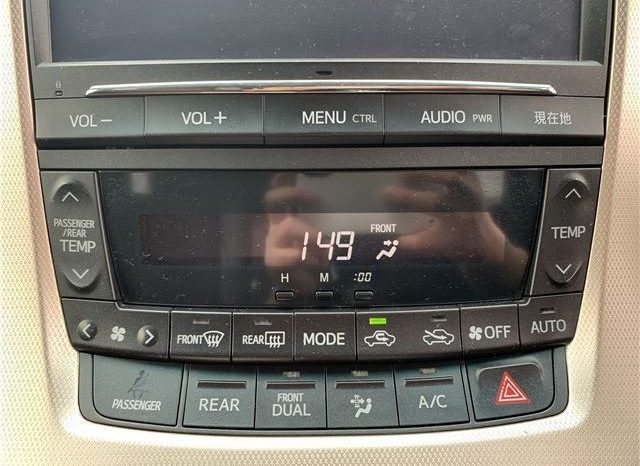 VOL− VOL+ MENU CTRL AUDIO PWR 現在地
PASSENGER
/REAR
TEMP
149 FRONT
TEMP
H M :00
FRONT REAR MODE OFF AUTO
PASSENGER REAR FRONT
DUAL A/C